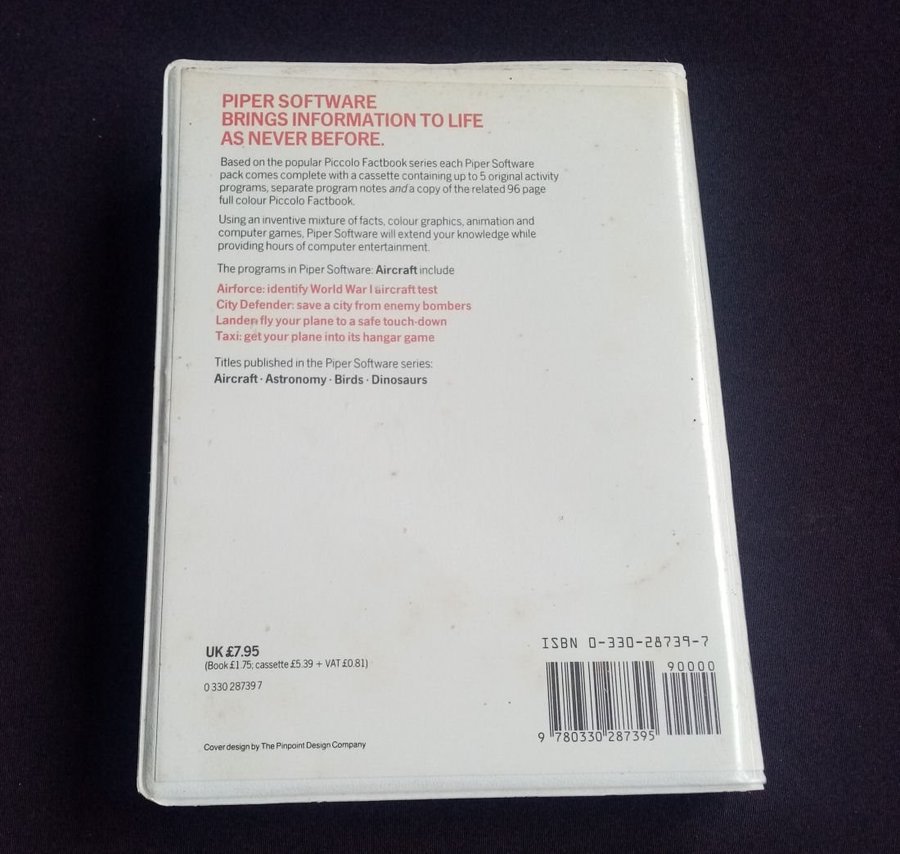 PIPER SOFTWARE
BRINGS INFORMATION TO LIFE
AS NEVER BEFORE.
Based on the popular Piccolo Factbook series each Piper Software
pack comes complete with a cassette containing up to 5 original activity
programs, separate program notes and a copy of the related 96 page
full colour Piccolo Factbook.
Using an inventive mixture of facts, colour graphics, animation and
computer games, Piper Software will extend your knowledge while
providing hours of computer entertainment.
The programs in Piper Software: Aircraft include
Airforce: identify World War I aircraft test
City Defender: save a city from enemy bombers
Lander: fly your plane to a safe touch-down
Taxi: get your plane into its hangar game
Titles published in the Piper Software series:
Aircraft · Astronomy · Birds · Dinosaurs
UK £7.95
(Book £1.75; cassette £5.39 + VAT £0.81)
0 330 28739 7
Cover design by The Pinpoint Design Company
ISBN 0-330-28739-7
90000
9 780330 287395